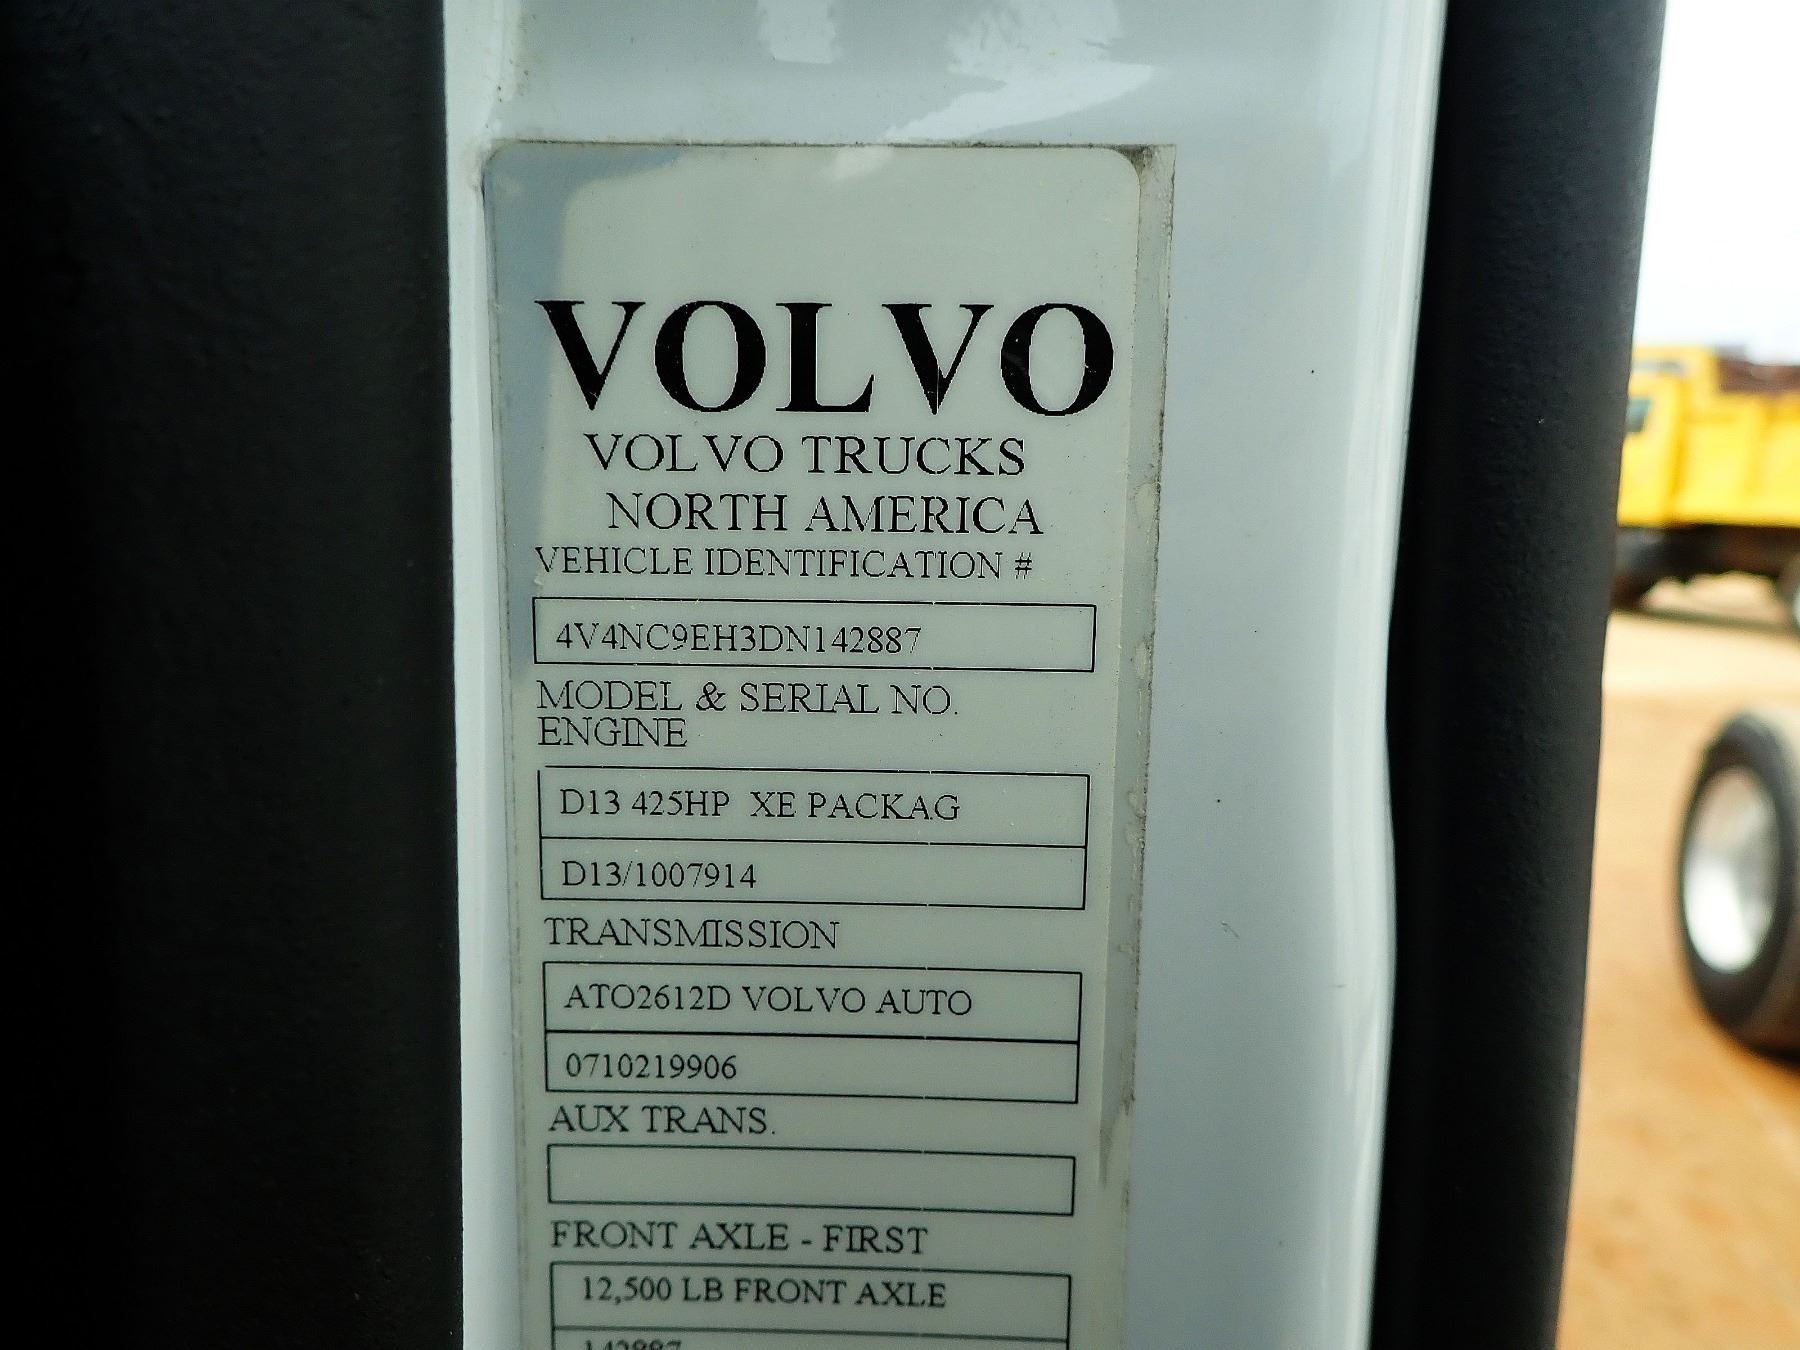 VOLVO
VOLVO TRUCKS
NORTH AMERICA
VEHICLE IDENTIFICATION #
4V4NC9EH3DN142887
MODEL & SERIAL NO.
ENGINE
D13 425HP XE PACKAG
D13/1007914
TRANSMISSION
ATO2612D VOLVO AUTO
0710219906
AUX TRANS.
FRONT AXLE - FIRST
12,500 LB FRONT AXLE
142887